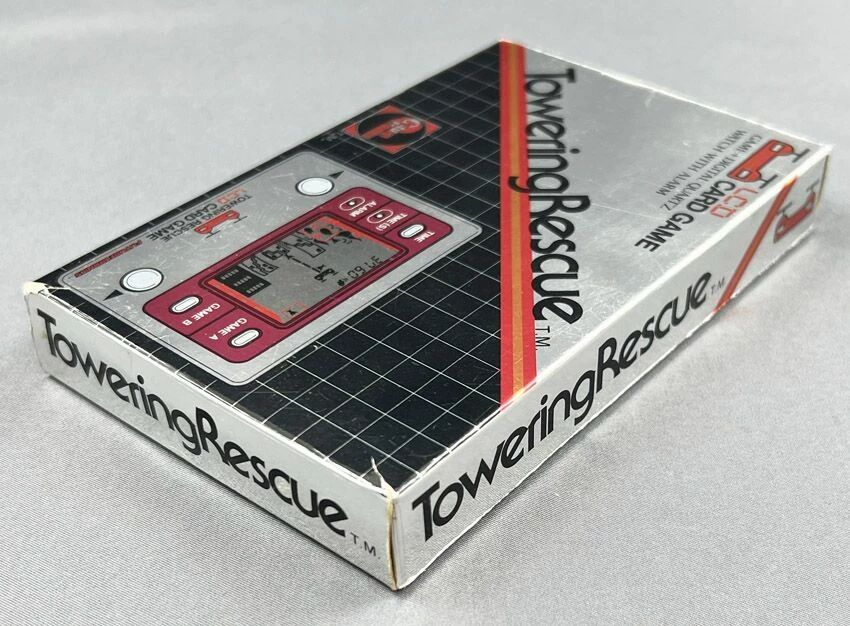 TOWERING RESCUE
LCD CARD GAME
ALARM
TIME(S)
TIME
GAME B
GAME A
ToweringRescue T.M.
LCD
CARD GAME
GAME + DIGITAL QUARTZ
WATCH WITH ALARM
ToweringRescue T.M.
ToweringRescue T.M.